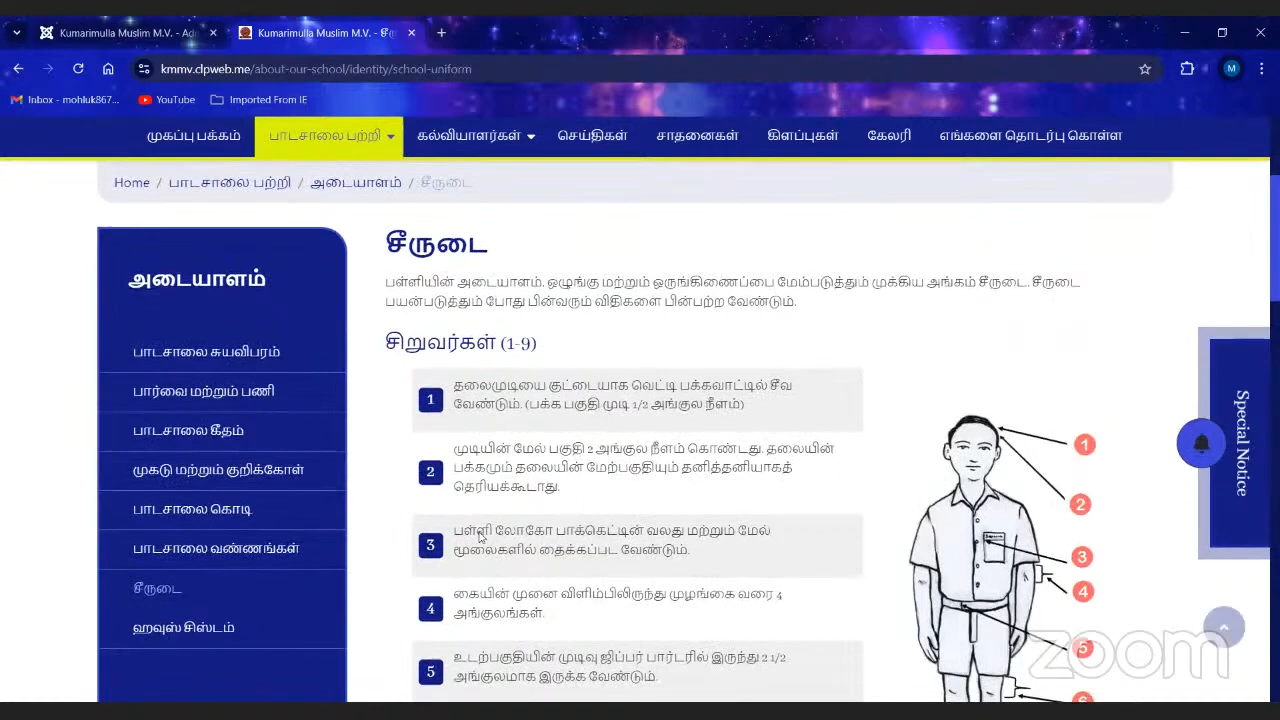 Kumarimulla Muslim M.V. - Ad
Kumarimulla Muslim M.V. - சீரு
kmmv.clpweb.me/about-our-school/identity/school-uniform
M
Inbox - mohluk867...
YouTube
Imported From IE
முகப்பு பக்கம்
பாடசாலை பற்றி
கல்வியாளர்கள்
செய்திகள்
சாதனைகள்
கிளப்புகள்
கேலரி
எங்களை தொடர்பு கொள்ள
Home / பாடசாலை பற்றி / அடையாளம் / சீருடை
அடையாளம்
பாடசாலை சுயவிபரம்
பார்வை மற்றும் பணி
பாடசாலை கீதம்
முகடு மற்றும் குறிக்கோள்
பாடசாலை கொடி
பாடசாலை வண்ணங்கள்
சீருடை
ஹவுஸ் சிஸ்டம்
சீருடை
பள்ளியின் அடையாளம், ஒழுங்கு மற்றும் ஒருங்கிணைப்பை மேம்படுத்தும் முக்கிய அங்கம் சீருடை. சீருடை
பயன்படுத்தும் போது பின்வரும் விதிகளை பின்பற்ற வேண்டும்.
சிறுவர்கள் (1-9)
1
தலைமுடியை குட்டையாக வெட்டி பக்கவாட்டில் சீவ
வேண்டும். (பக்க பகுதி முடி 1/2 அங்குல நீளம்)
2
முடியின் மேல் பகுதி 2 அங்குல நீளம் கொண்டது. தலையின்
பக்கமும் தலையின் மேற்பகுதியும் தனித்தனியாகத்
தெரியக்கூடாது.
3
பள்ளி லோகோ பாக்கெட்டின் வலது மற்றும் மேல்
மூலைகளில் தைக்கப்பட வேண்டும்.
4
கையின் முனை விளிம்பிலிருந்து முழங்கை வரை 4
அங்குலங்கள்.
5
உடற்பகுதியின் முடிவு ஜிப்பர் பார்டரில் இருந்து 2 1/2
அங்குலமாக இருக்க வேண்டும்.
1
2
3
4
5
6
Special Notice
zoom